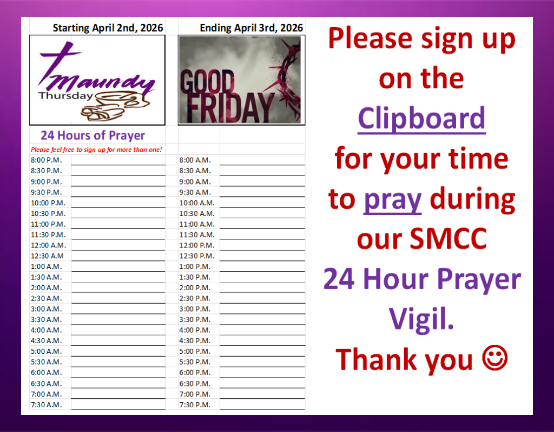 Starting April 2nd, 2026
Ending April 3rd, 2026
Maundy
Thursday
GOOD
FRIDAY
24 Hours of Prayer
Please feel free to sign up for more than one!
8:00 P.M. 8:00 A.M.
8:30 P.M. 8:30 A.M.
9:00 P.M. 9:00 A.M.
9:30 P.M. 9:30 A.M.
10:00 P.M. 10:00 A.M.
10:30 P.M. 10:30 A.M.
11:00 P.M. 11:00 A.M.
11:30 P.M. 11:30 A.M.
12:00 A.M. 12:00 P.M.
12:30 A.M 12:30 P.M.
1:00 A.M. 1:00 P.M.
1:30 A.M. 1:30 P.M.
2:00 A.M. 2:00 P.M.
2:30 A.M. 2:30 P.M.
3:00 A.M. 3:00 P.M.
3:30 A.M. 3:30 P.M.
4:00 A.M. 4:00 P.M.
4:30 A.M. 4:30 P.M.
5:00 A.M. 5:00 P.M.
5:30 A.M. 5:30 P.M.
6:00 A.M. 6:00 P.M.
6:30 A.M. 6:30 P.M.
7:00 A.M. 7:00 P.M.
7:30 A.M. 7:30 P.M.
Please sign up
on the
Clipboard
for your time
to pray during
our SMCC
24 Hour Prayer
Vigil.
Thank you ☺